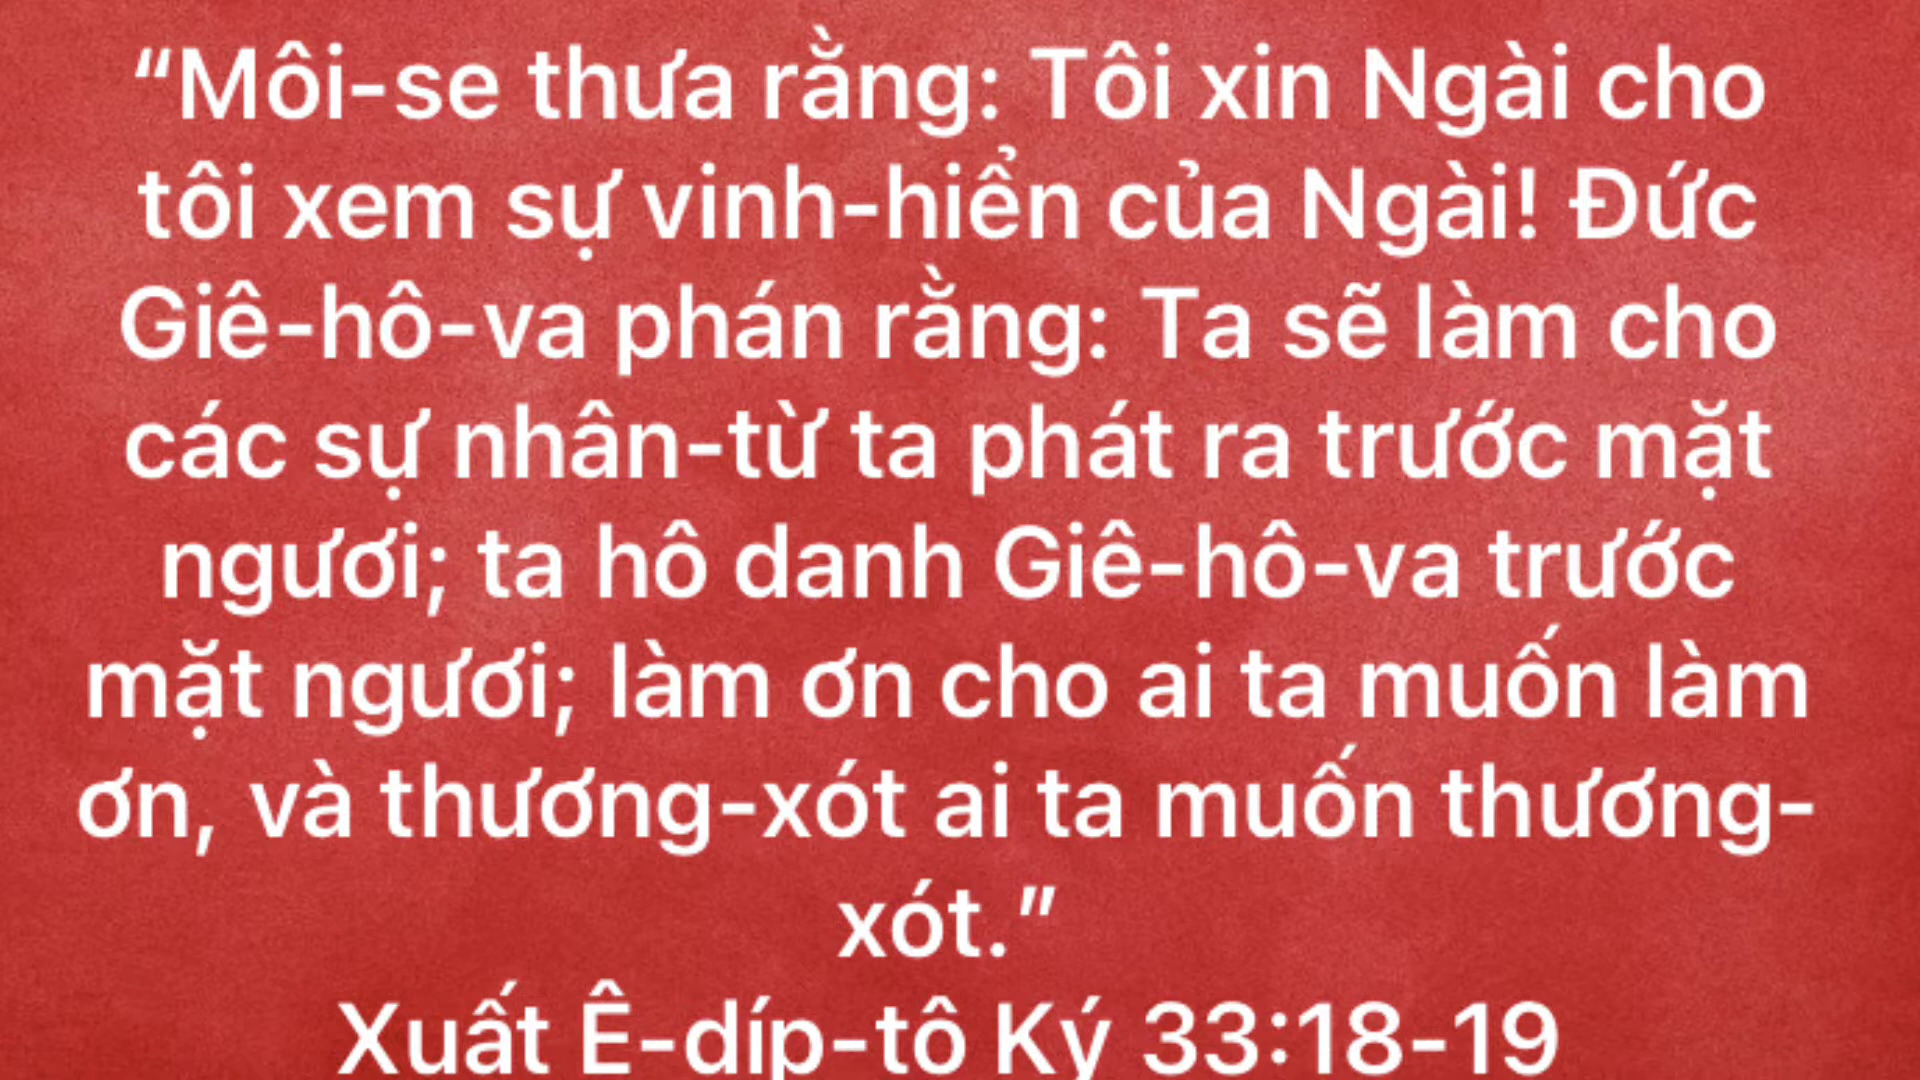 “Môi-se thưa rằng: Tôi xin Ngài cho
tôi xem sự vinh-hiển của Ngài! Đức
Giê-hô-va phán rằng: Ta sẽ làm cho
các sự nhân-từ ta phát ra trước mặt
ngươi; ta hô danh Giê-hô-va trước
mặt ngươi; làm ơn cho ai ta muốn làm
ơn, và thương-xót ai ta muốn thương-
xót.”
Xuất Ê-díp-tô Ký 33:18-19